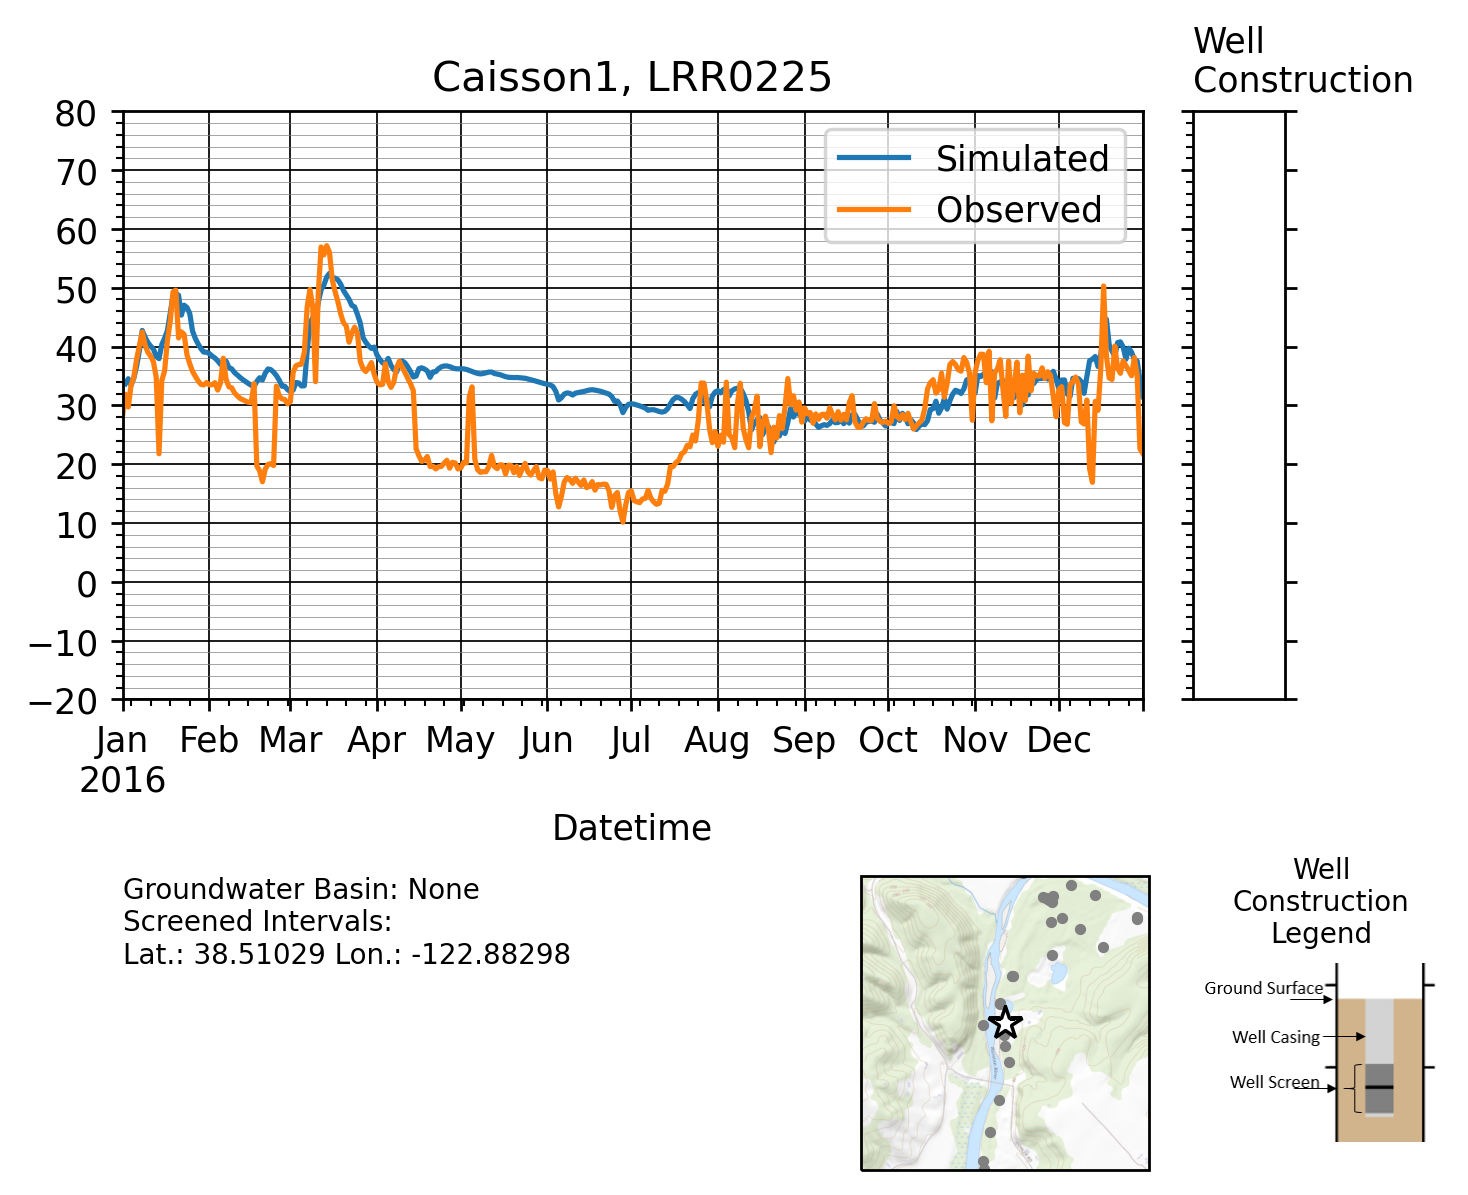 Well
Construction
Caisson1, LRR0225
80
70
60
50
40
30
20
10
0
−10
−20
Simulated
Observed
Jan Feb Mar Apr May Jun Jul Aug Sep Oct Nov Dec
2016
Datetime
Groundwater Basin: None
Screened Intervals:
Lat.: 38.51029 Lon.: -122.88298
Well
Construction
Legend
Ground Surface
Well Casing
Well Screen